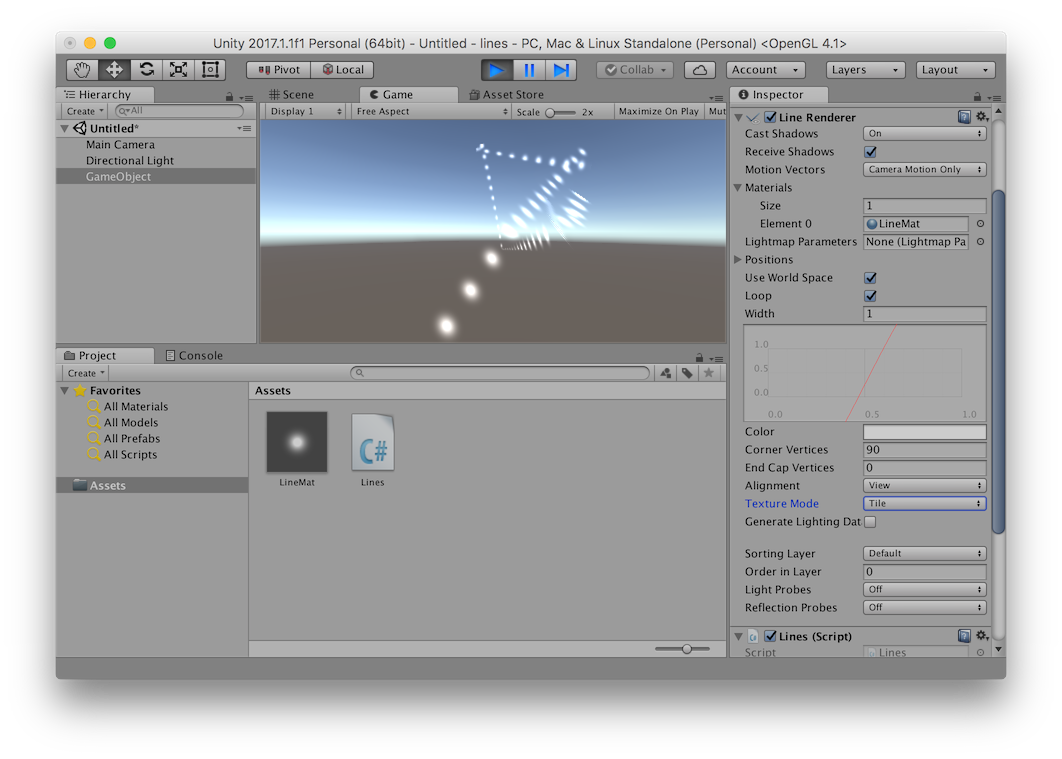 Unity 2017.1.1f1 Personal (64bit) - Untitled - lines - PC, Mac & Linux Standalone (Personal) <OpenGL 4.1>
Pivot Local Collab Account Layers Layout
Hierarchy
Create All
Untitled*
Main Camera
Directional Light
GameObject
Scene Game Asset Store
Display 1 Free Aspect Scale 2x Maximize On Play Mut
Project Console
Create
Favorites
All Materials
All Models
All Prefabs
All Scripts
Assets
Assets
LineMat Lines
C#
Inspector
Line Renderer
Cast Shadows On
Receive Shadows
Motion Vectors Camera Motion Only
Materials
Size 1
Element 0 LineMat
Lightmap Parameters None (Lightmap Pa
Positions
Use World Space
Loop
Width 1
1.0
0.5
0.0
0.0 0.5 1.0
Color
Corner Vertices 90
End Cap Vertices 0
Alignment View
Texture Mode Tile
Generate Lighting Dat
Sorting Layer Default
Order in Layer 0
Light Probes Off
Reflection Probes Off
Lines (Script)
Script Lines